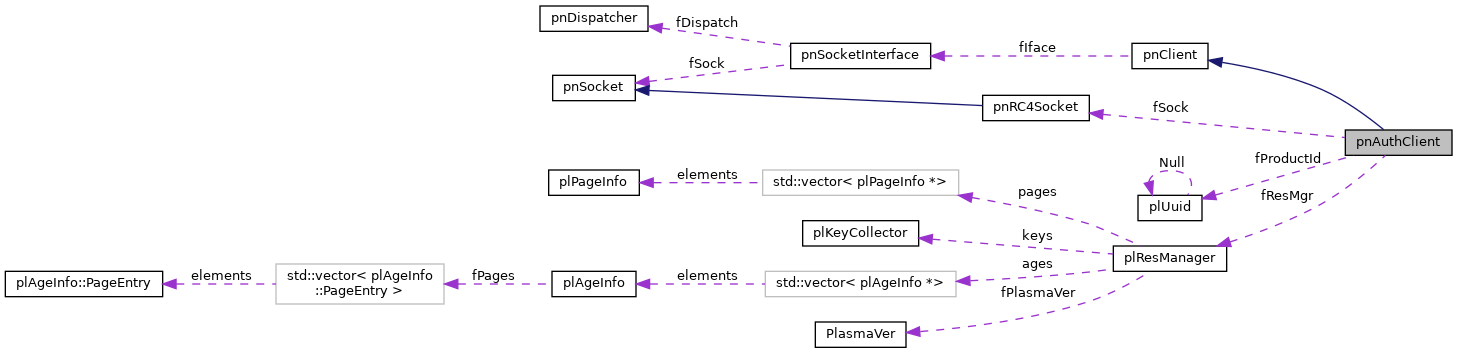 pnDispatcher
fDispatch
pnSocketInterface
fIface
pnClient
fSock
pnSocket
pnRC4Socket
fSock
pnAuthClient
Null
fProductId
plPageInfo
elements
std::vector< plPageInfo *>
pages
plUuid
fResMgr
plKeyCollector
keys
plResManager
ages
plAgeInfo::PageEntry
elements
std::vector< plAgeInfo
::PageEntry >
fPages
plAgeInfo
elements
std::vector< plAgeInfo *>
fPlasmaVer
PlasmaVer